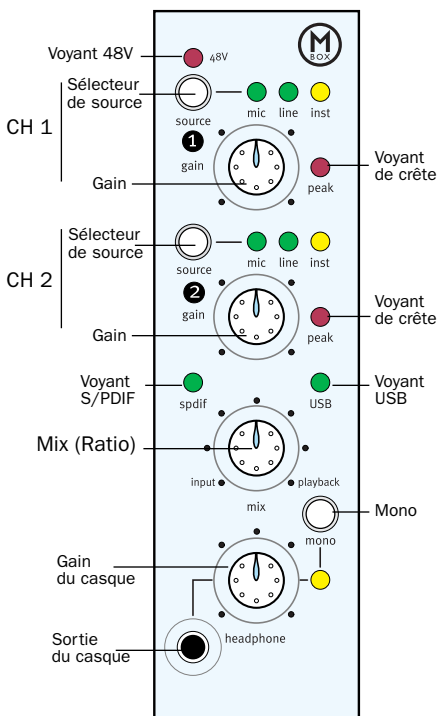 M
BOX
Voyant 48V
48V
Sélecteur
de source
CH 1
source
mic
line
inst
1
gain
Gain
Voyant
de crête
peak
Sélecteur
de source
CH 2
source
mic
line
inst
2
gain
Gain
Voyant
de crête
peak
Voyant
S/PDIF
spdif
USB
Voyant
USB
Mix (Ratio)
input
playback
mix
Mono
mono
Gain
du casque
headphone
Sortie
du casque